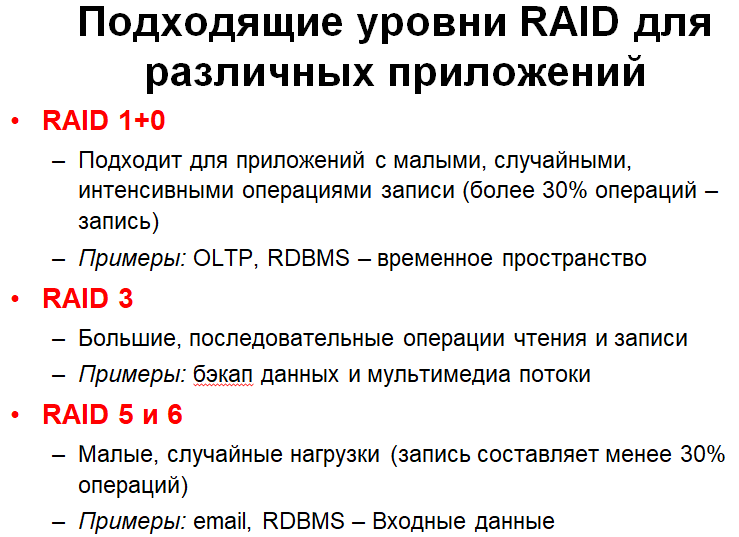 Подходящие уровни RAID для
различных приложений
• RAID 1+0
– Подходит для приложений с малыми, случайными,
интенсивными операциями записи (более 30% операций –
запись)
– Примеры: OLTP, RDBMS – временное пространство
• RAID 3
– Большие, последовательные операции чтения и записи
– Примеры: бэкап данных и мультимедиа потоки
• RAID 5 и 6
– Малые, случайные нагрузки (запись составляет менее 30%
операций)
– Примеры: email, RDBMS – Входные данные